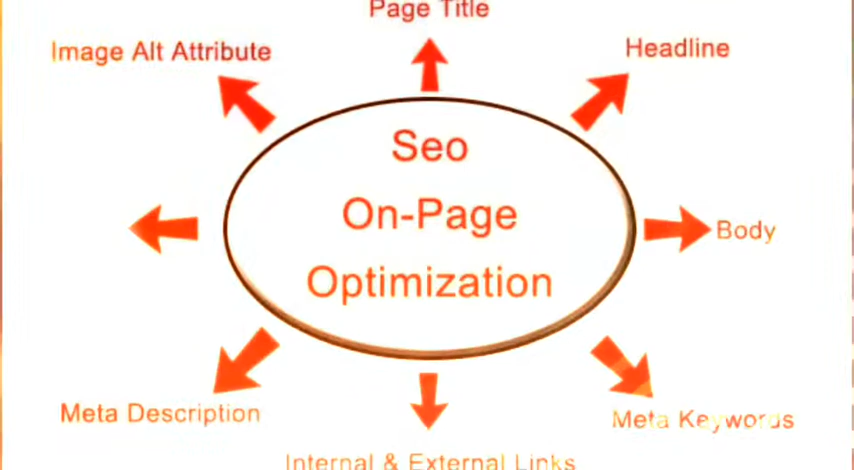 Page Title
Image Alt Attribute
Headline
Seo
On-Page
Optimization
Body
Meta Description
Meta Keywords
Internal & External Links